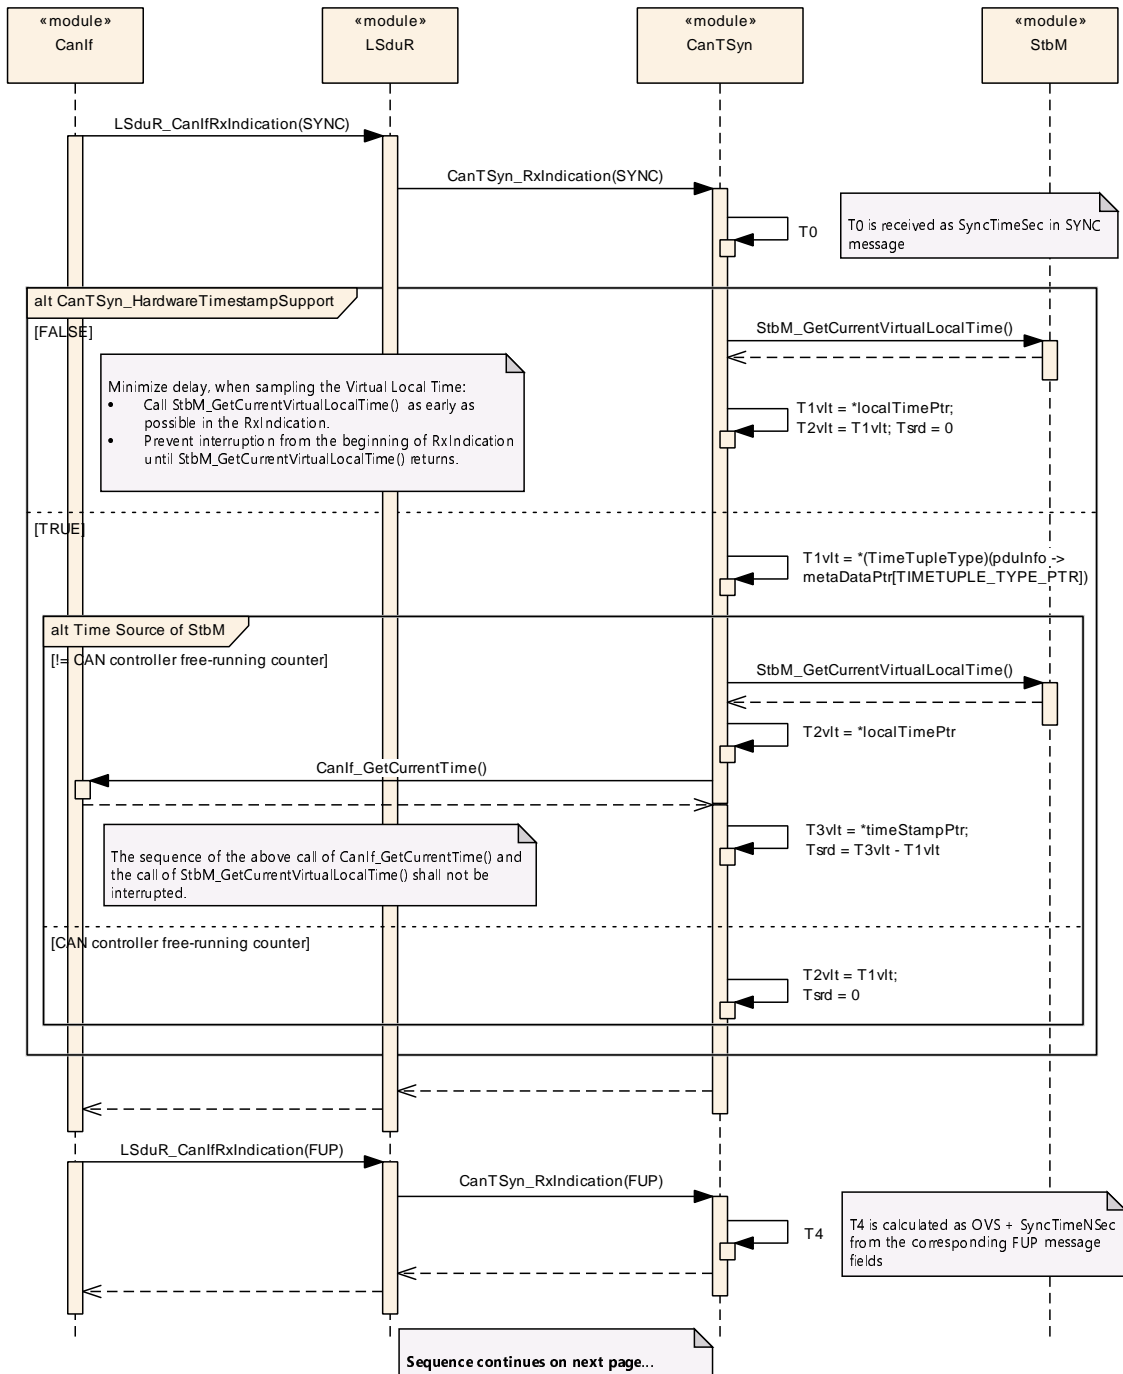 «module»
CanIf
«module»
LSduR
«module»
CanTSyn
«module»
StbM
LSduR_CanIfRxIndication(SYNC)
CanTSyn_RxIndication(SYNC)
T0
T0 is received as SyncTimeSec in SYNC
message
alt CanTSyn_HardwareTimestampSupport
[FALSE]
StbM_GetCurrentVirtualLocalTime()
Minimize delay, when sampling the Virtual Local Time:
• Call StbM_GetCurrentVirtualLocalTime() as early as
possible in the RxIndication.
• Prevent interruption from the beginning of RxIndication
until StbM_GetCurrentVirtualLocalTime() returns.
T1vlt = *localTimePtr;
T2vlt = T1vlt; Tsrd = 0
[TRUE]
T1vlt = *(TimeTupleType)(pduInfo ->
metaDataPtr[TIMETUPLE_TYPE_PTR])
alt Time Source of StbM
[!= CAN controller free-running counter]
StbM_GetCurrentVirtualLocalTime()
T2vlt = *localTimePtr
CanIf_GetCurrentTime()
T3vlt = *timeStampPtr;
Tsrd = T3vlt - T1vlt
The sequence of the above call of CanIf_GetCurrentTime() and
the call of StbM_GetCurrentVirtualLocalTime() shall not be
interrupted.
[CAN controller free-running counter]
T2vlt = T1vlt;
Tsrd = 0
LSduR_CanIfRxIndication(FUP)
CanTSyn_RxIndication(FUP)
T4
T4 is calculated as OVS + SyncTimeNSec
from the corresponding FUP message
fields
Sequence continues on next page...